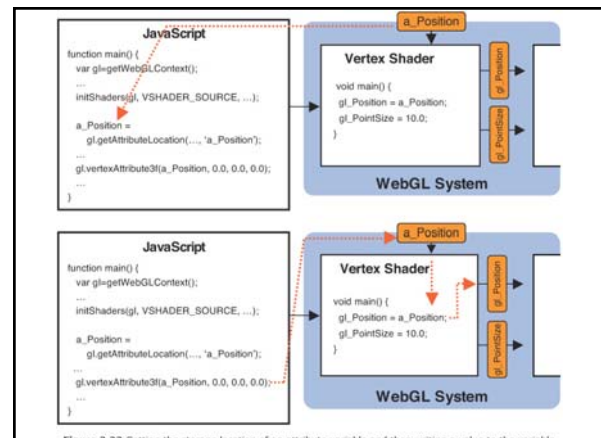 JavaScript
function main() {
var gl=getWebGLContext();
...
initShaders(gl, VSHADER_SOURCE, ...);
a_Position =
gl.getAttributeLocation(..., 'a_Position');
...
gl.vertexAttribute3f(a_Position, 0.0, 0.0, 0.0);
...
}
a_Position
Vertex Shader
void main() {
gl_Position = a_Position;
gl_PointSize = 10.0;
}
gl_Position
gl_PointSize
WebGL System
JavaScript
function main() {
var gl=getWebGLContext();
...
initShaders(gl, VSHADER_SOURCE, ...);
a_Position =
gl.getAttributeLocation(..., 'a_Position');
...
gl.vertexAttribute3f(a_Position, 0.0, 0.0, 0.0);
...
}
a_Position
Vertex Shader
void main() {
gl_Position = a_Position;
gl_PointSize = 10.0;
}
gl_Position
gl_PointSize
WebGL System